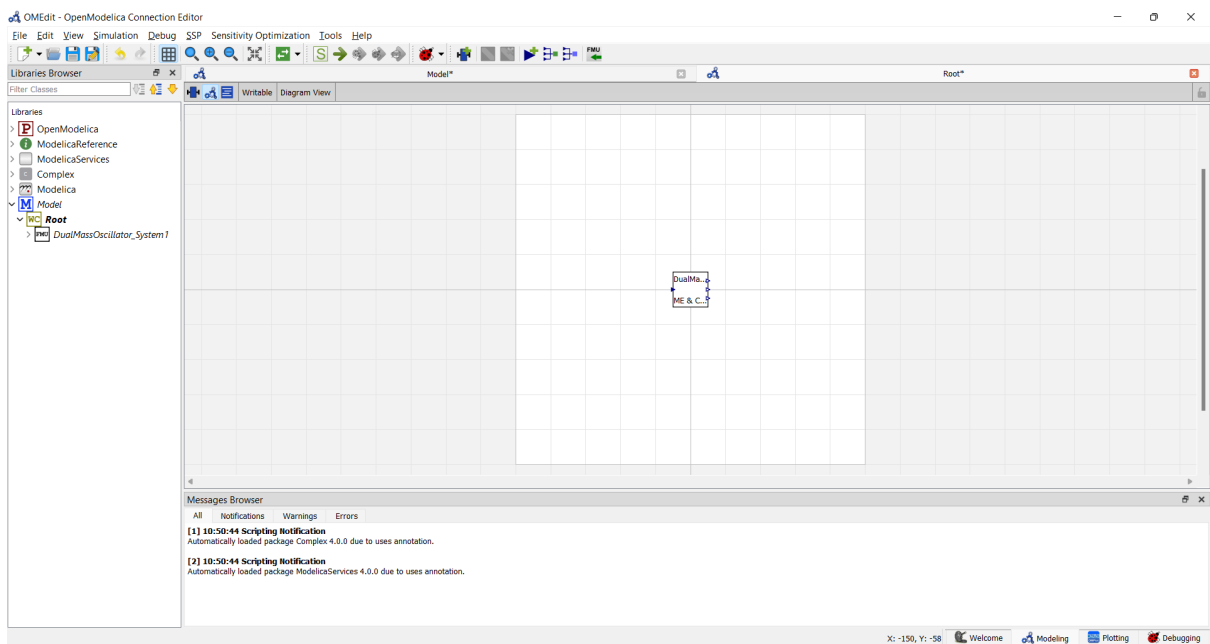 OMEdit - OpenModelica Connection Editor
File Edit View Simulation Debug SSP Sensitivity Optimization Tools Help
S FMU
Libraries Browser
Model*
Root*
Filter Classes
Writable Diagram View
Libraries
P OpenModelica
i ModelicaReference
ModelicaServices
C Complex
Modelica
M Model
WC Root
FMU DualMassOscillator_System1
DualMa...
ME & C...
Messages Browser
All Notifications Warnings Errors
[1] 10:50:44 Scripting Notification
Automatically loaded package Complex 4.0.0 due to uses annotation.
[2] 10:50:44 Scripting Notification
Automatically loaded package ModelicaServices 4.0.0 due to uses annotation.
X: -150, Y: -58 Welcome Modeling Plotting Debugging